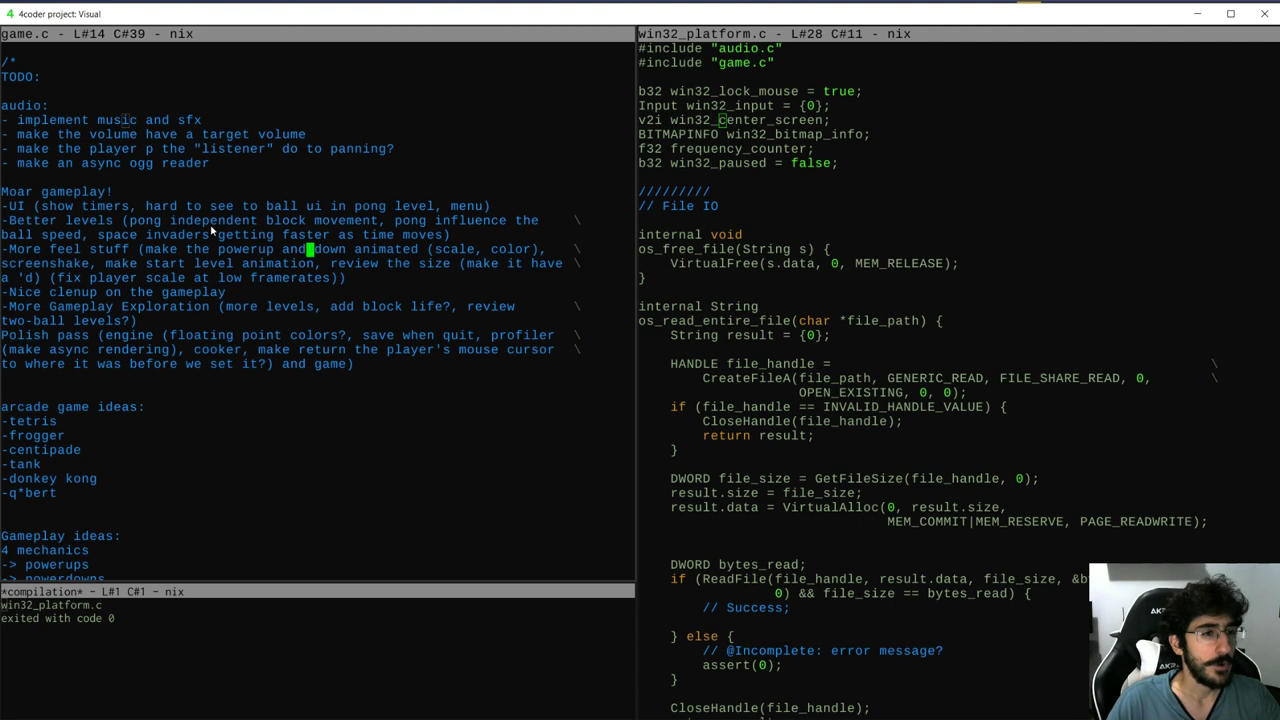 4 4coder project: Visual
game.c - L#14 C#39 - nix
/*
TODO:
audio:
- implement music and sfx
- make the volume have a target volume
- make the player p the "listener" do to panning?
- make an async ogg reader
Moar gameplay!
-UI (show timers, hard to see to ball ui in pong level, menu)
-Better levels (pong independent block movement, pong influence the \
ball speed, space invaders getting faster as time moves)
-More feel stuff (make the powerup and down animated (scale, color), \
screenshake, make start level animation, review the size (make it have \
a 'd) (fix player scale at low framerates))
-Nice clenup on the gameplay
-More Gameplay Exploration (more levels, add block life?, review \
two-ball levels?)
Polish pass (engine (floating point colors?, save when quit, profiler \
(make async rendering), cooker, make return the player's mouse cursor \
to where it was before we set it?) and game)
arcade game ideas:
-tetris
-frogger
-centipade
-tank
-donkey kong
-q*bert
Gameplay ideas:
4 mechanics
-> powerups
-> powerdowns
*compilation* - L#1 C#1 - nix
win32_platform.c
exited with code 0
win32_platform.c - L#28 C#11 - nix
#include "audio.c"
#include "game.c"
b32 win32_lock_mouse = true;
Input win32_input = {0};
v2i win32_center_screen;
BITMAPINFO win32_bitmap_info;
f32 frequency_counter;
b32 win32_paused = false;
/////////
// File IO
internal void
os_free_file(String s) {
VirtualFree(s.data, 0, MEM_RELEASE);
}
internal String
os_read_entire_file(char *file_path) {
String result = {0};
HANDLE file_handle = \
CreateFileA(file_path, GENERIC_READ, FILE_SHARE_READ, 0, \
OPEN_EXISTING, 0, 0);
if (file_handle == INVALID_HANDLE_VALUE) {
CloseHandle(file_handle);
return result;
}
DWORD file_size = GetFileSize(file_handle, 0);
result.size = file_size;
result.data = VirtualAlloc(0, result.size,
MEM_COMMIT|MEM_RESERVE, PAGE_READWRITE);
DWORD bytes_read;
if (ReadFile(file_handle, result.data, file_size, &b
0) && file_size == bytes_read) {
// Success;
} else {
// @Incomplete: error message?
assert(0);
}
CloseHandle(file_handle);